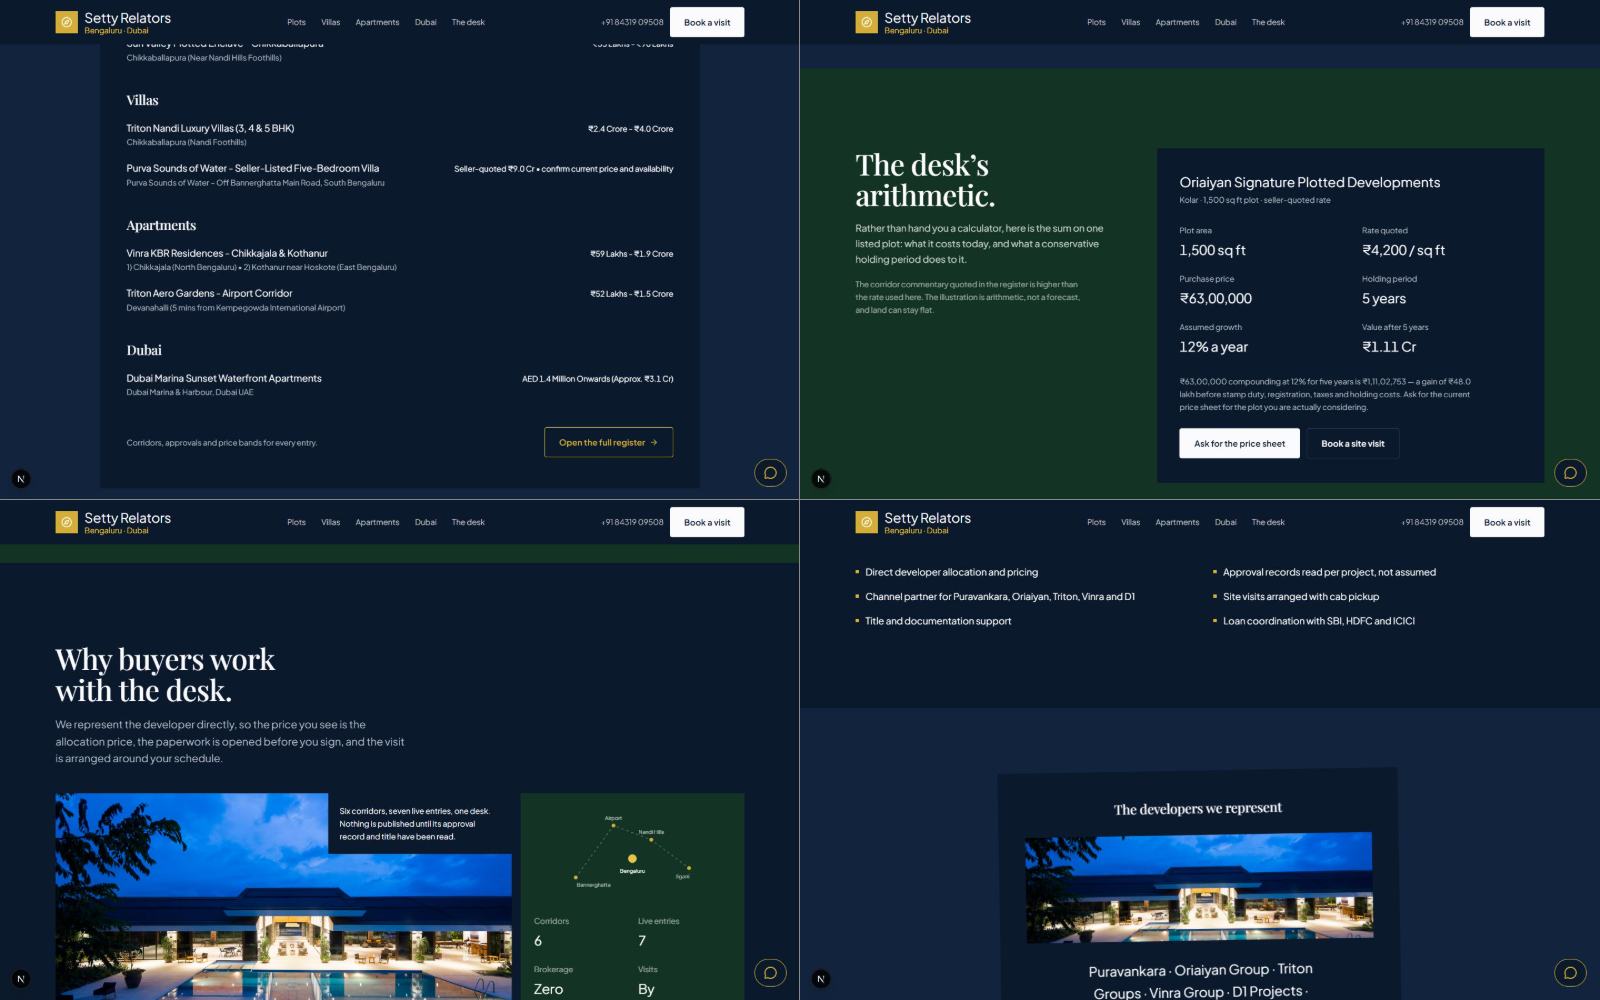 Setty Relators
Bengaluru · Dubai
Plots
Villas
Apartments
Dubai
The desk
+91 84319 09508
Book a visit
Sun Valley Plotted Enclave - Chikkaballapura
Chikkaballapura (Near Nandi Hills Foothills)
Villas
Triton Nandi Luxury Villas (3, 4 & 5 BHK)
₹2.4 Crore - ₹4.0 Crore
Chikkaballapura (Nandi Foothills)
Purva Sounds of Water - Seller-Listed Five-Bedroom Villa
Seller-quoted ₹9.0 Cr • confirm current price and availability
Purva Sounds of Water - Off Bannerghatta Main Road, South Bengaluru
Apartments
Vinra KBR Residences - Chikkajala & Kothanur
₹59 Lakhs - ₹1.9 Crore
1) Chikkajala (North Bengaluru) • 2) Kothanur near Hoskote (East Bengaluru)
Triton Aero Gardens - Airport Corridor
₹52 Lakhs - ₹1.5 Crore
Devanahalli (5 mins from Kempegowda International Airport)
Dubai
Dubai Marina Sunset Waterfront Apartments
AED 1.4 Million Onwards (Approx. ₹3.1 Cr)
Dubai Marina & Harbour, Dubai UAE
Corridors, approvals and price bands for every entry.
Open the full register →
N
Setty Relators
Bengaluru · Dubai
Plots
Villas
Apartments
Dubai
The desk
+91 84319 09508
Book a visit
The desk’s
arithmetic.
Rather than hand you a calculator, here is the sum on one
listed plot: what it costs today, and what a conservative
holding period does to it.
The corridor commentary quoted in the register is higher than
the rate used here. The illustration is arithmetic, not a forecast,
and land can stay flat.
Oriaiyan Signature Plotted Developments
Kolar · 1,500 sq ft plot · seller-quoted rate
Plot area
Rate quoted
1,500 sq ft
₹4,200 / sq ft
Purchase price
Holding period
₹63,00,000
5 years
Assumed growth
Value after 5 years
12% a year
₹1.11 Cr
₹63,00,000 compounding at 12% for five years is ₹1,11,02,753 — a gain of ₹48.0
lakh before stamp duty, registration, taxes and holding costs. Ask for the current
price sheet for the plot you are actually considering.
Ask for the price sheet
Book a site visit
N
Setty Relators
Bengaluru · Dubai
Plots
Villas
Apartments
Dubai
The desk
+91 84319 09508
Book a visit
Why buyers work
with the desk.
We represent the developer directly, so the price you see is the
allocation price, the paperwork is opened before you sign, and the visit
is arranged around your schedule.
Six corridors, seven live entries, one desk.
Nothing is published until its approval
record and title have been read.
Airport
Nandi Hills
Bengaluru
Bannerghatta
Corridors
Live entries
6
7
Brokerage
Visits
Zero
By
N
Setty Relators
Bengaluru · Dubai
Plots
Villas
Apartments
Dubai
The desk
+91 84319 09508
Book a visit
Direct developer allocation and pricing
Approval records read per project, not assumed
Channel partner for Puravankara, Oriaiyan, Triton, Vinra and D1
Site visits arranged with cab pickup
Title and documentation support
Loan coordination with SBI, HDFC and ICICI
The developers we represent
Puravankara · Oriaiyan Group · Triton
Groups · Vinra Group · D1 Projects ·
N